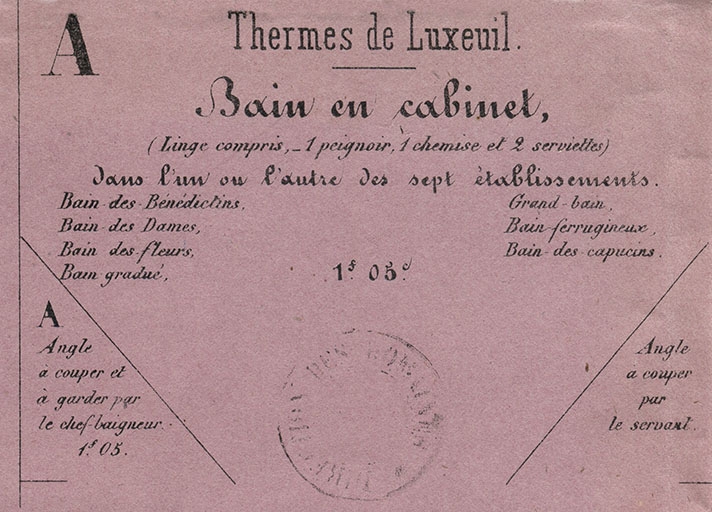 A
Thermes de Luxeuil.
Bain en cabinet,
(Linge compris,_1 peignoir, 1 chemise et 2 serviettes)
dans l'un ou l'autre des sept établissements.
Bain-des-Bénédictins,
Bain des Dames,
Bain des-fleurs,
Bain gradué,
Grand-bain,
Bain-ferrugineux,
Bain-des-capucins.
1f 05c
A
Angle
à couper et
à garder par
le chef-baigneur.
1f 05.
Angle
a couper
par
le servant.